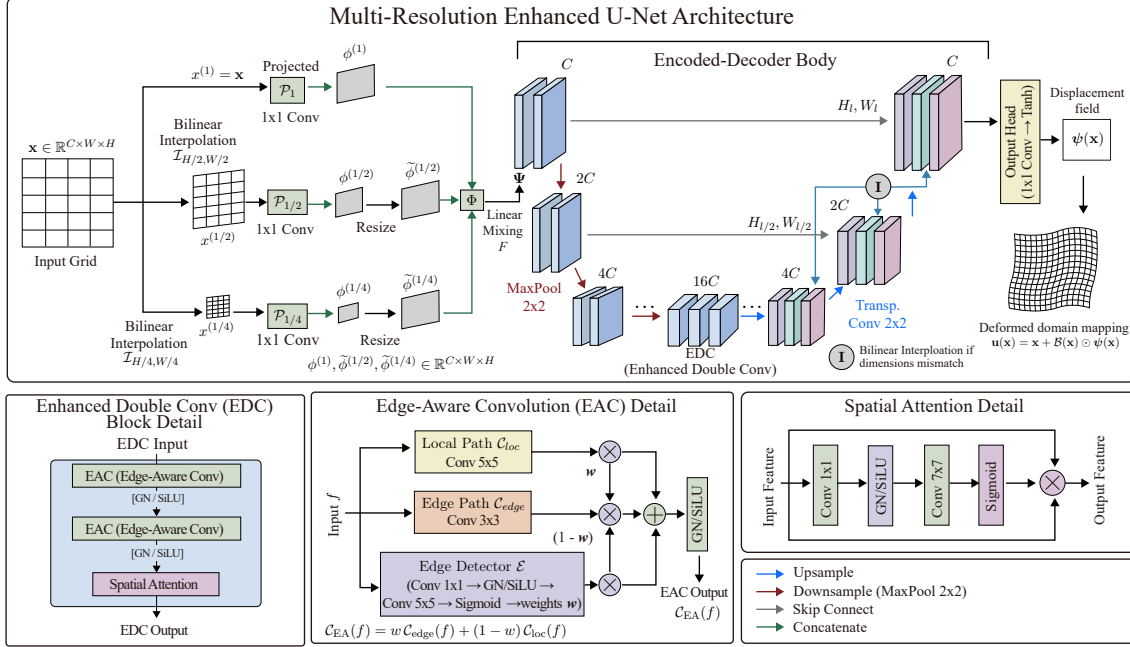 Multi-Resolution Enhanced U-Net Architecture
Encoded-Decoder Body
x^{(1)} = x
Projected
P_1
1x1 Conv
ϕ^{(1)}
x ∈ ℝ^{C×W×H}
Input Grid
Bilinear
Interpolation
I_{H/2,W/2}
x^{(1/2)}
P_{1/2}
1x1 Conv
ϕ^{(1/2)}
Resize
ϕ̃^{(1/2)}
Φ
Ψ
Linear
Mixing
F
x^{(1/4)}
Bilinear
Interpolation
I_{H/4,W/4}
P_{1/4}
1x1 Conv
ϕ^{(1/4)}
Resize
ϕ̃^{(1/4)}
ϕ^{(1)}, ϕ̃^{(1/2)}, ϕ̃^{(1/4)} ∈ ℝ^{C×W×H}
C
2C
MaxPool
2x2
4C
...
16C
EDC
(Enhanced Double Conv)
...
4C
2C
C
H_l, W_l
H_{l/2}, W_{l/2}
I
Transp.
Conv 2x2
I
Bilinear Interploation if
dimensions mismatch
Output Head
(1x1 Conv → Tanh)
Displacement
field
ψ(x)
Deformed domain mapping
u(x) = x + B(x) ⊙ ψ(x)
Enhanced Double Conv (EDC)
Block Detail
EDC Input
EAC (Edge-Aware Conv)
[GN / SiLU]
EAC (Edge-Aware Conv)
[GN / SiLU]
Spatial Attention
EDC Output
Edge-Aware Convolution (EAC) Detail
Input f
Local Path C_{loc}
Conv 5x5
Edge Path C_{edge}
Conv 3x3
Edge Detector E
(Conv 1x1 → GN/SiLU →
Conv 5x5 → Sigmoid → weights w)
w
(1 - w)
GN/SiLU
EAC Output
C_{EA}(f)
C_{EA}(f) = w C_{edge}(f) + (1 − w) C_{loc}(f)
Spatial Attention Detail
Input Feature
Conv 1x1
GN/SiLU
Conv 7x7
Sigmoid
Output Feature
Upsample
Downsample (MaxPool 2x2)
Skip Connect
Concatenate